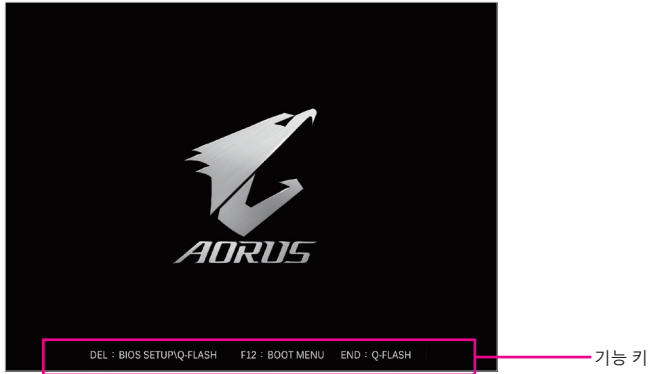 AORUS
DEL : BIOS SETUP\Q-FLASH F12 : BOOT MENU END : Q-FLASH
기능 키